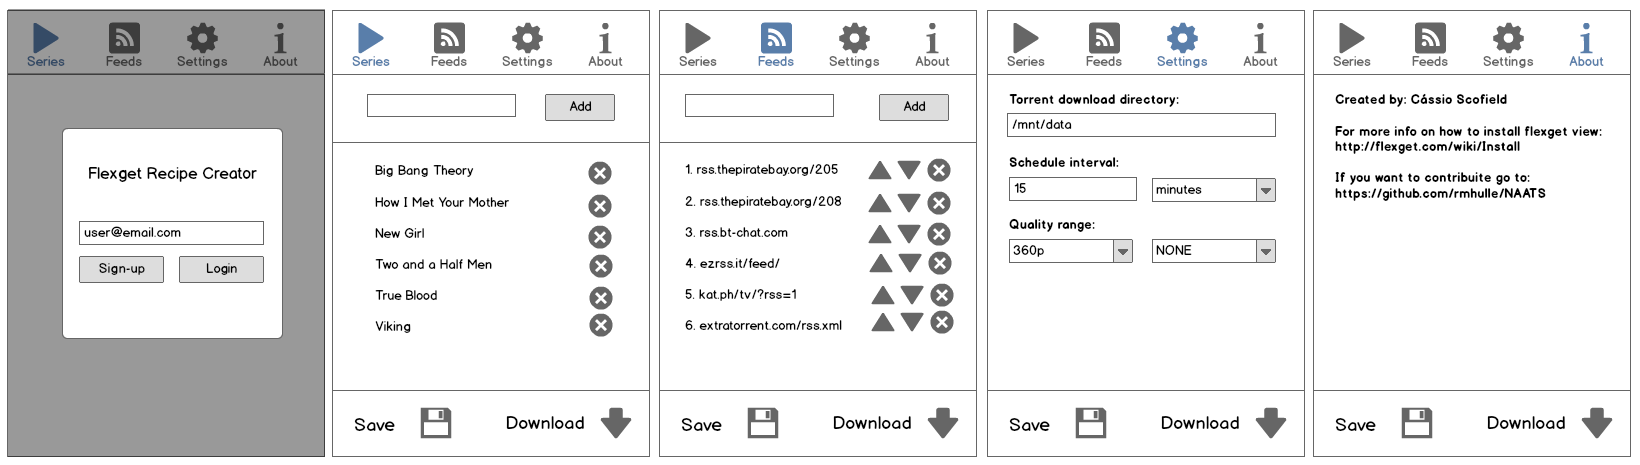 Series
Feeds
Settings
About
Flexget Recipe Creator
user@email.com
Sign-up
Login
Series
Feeds
Settings
About
Add
Big Bang Theory
How I Met Your Mother
New Girl
Two and a Half Men
True Blood
Viking
Save
Download
Series
Feeds
Settings
About
Add
1. rss.thepiratebay.org/205
2. rss.thepiratebay.org/208
3. rss.bt-chat.com
4. ezrss.it/feed/
5. kat.ph/tv/?rss=1
6. extratorrent.com/rss.xml
Save
Download
Series
Feeds
Settings
About
Torrent download directory:
/mnt/data
Schedule interval:
15
minutes
Quality range:
360p
NONE
Save
Download
Series
Feeds
Settings
About
Created by: Cássio Scofield
For more info on how to install flexget view:
http://flexget.com/wiki/Install
If you want to contribuite go to:
https://github.com/rmhulle/NAATS
Save
Download